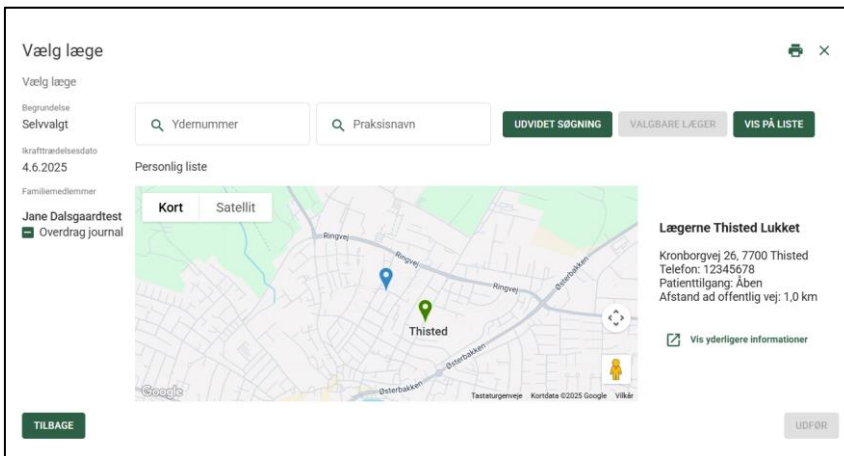 Vælg læge
Vælg læge
Begrundelse
Selvvalgt
Ikrafttrædelsesdato
4.6.2025
Familiemedlemmer
Jane Dalsgaardtest
Overdrag journal
Ydernummer
Praksisnavn
UDVIDET SØGNING
VALGBARE LÆGER
VIS PÅ LISTE
Personlig liste
Kort
Satellit
Ringvej
Ringvej
Ringvej
Østerbakken
Thisted
Østerbakken
Østerbakken
Google
Tastaturgenveje
Kortdata ©2025 Google
Vilkår
Lægerne Thisted Lukket
Kronborgvej 26, 7700 Thisted
Telefon: 12345678
Patienttilgang: Åben
Afstand ad offentlig vej: 1,0 km
Vis yderligere informationer
TILBAGE
UDFØR